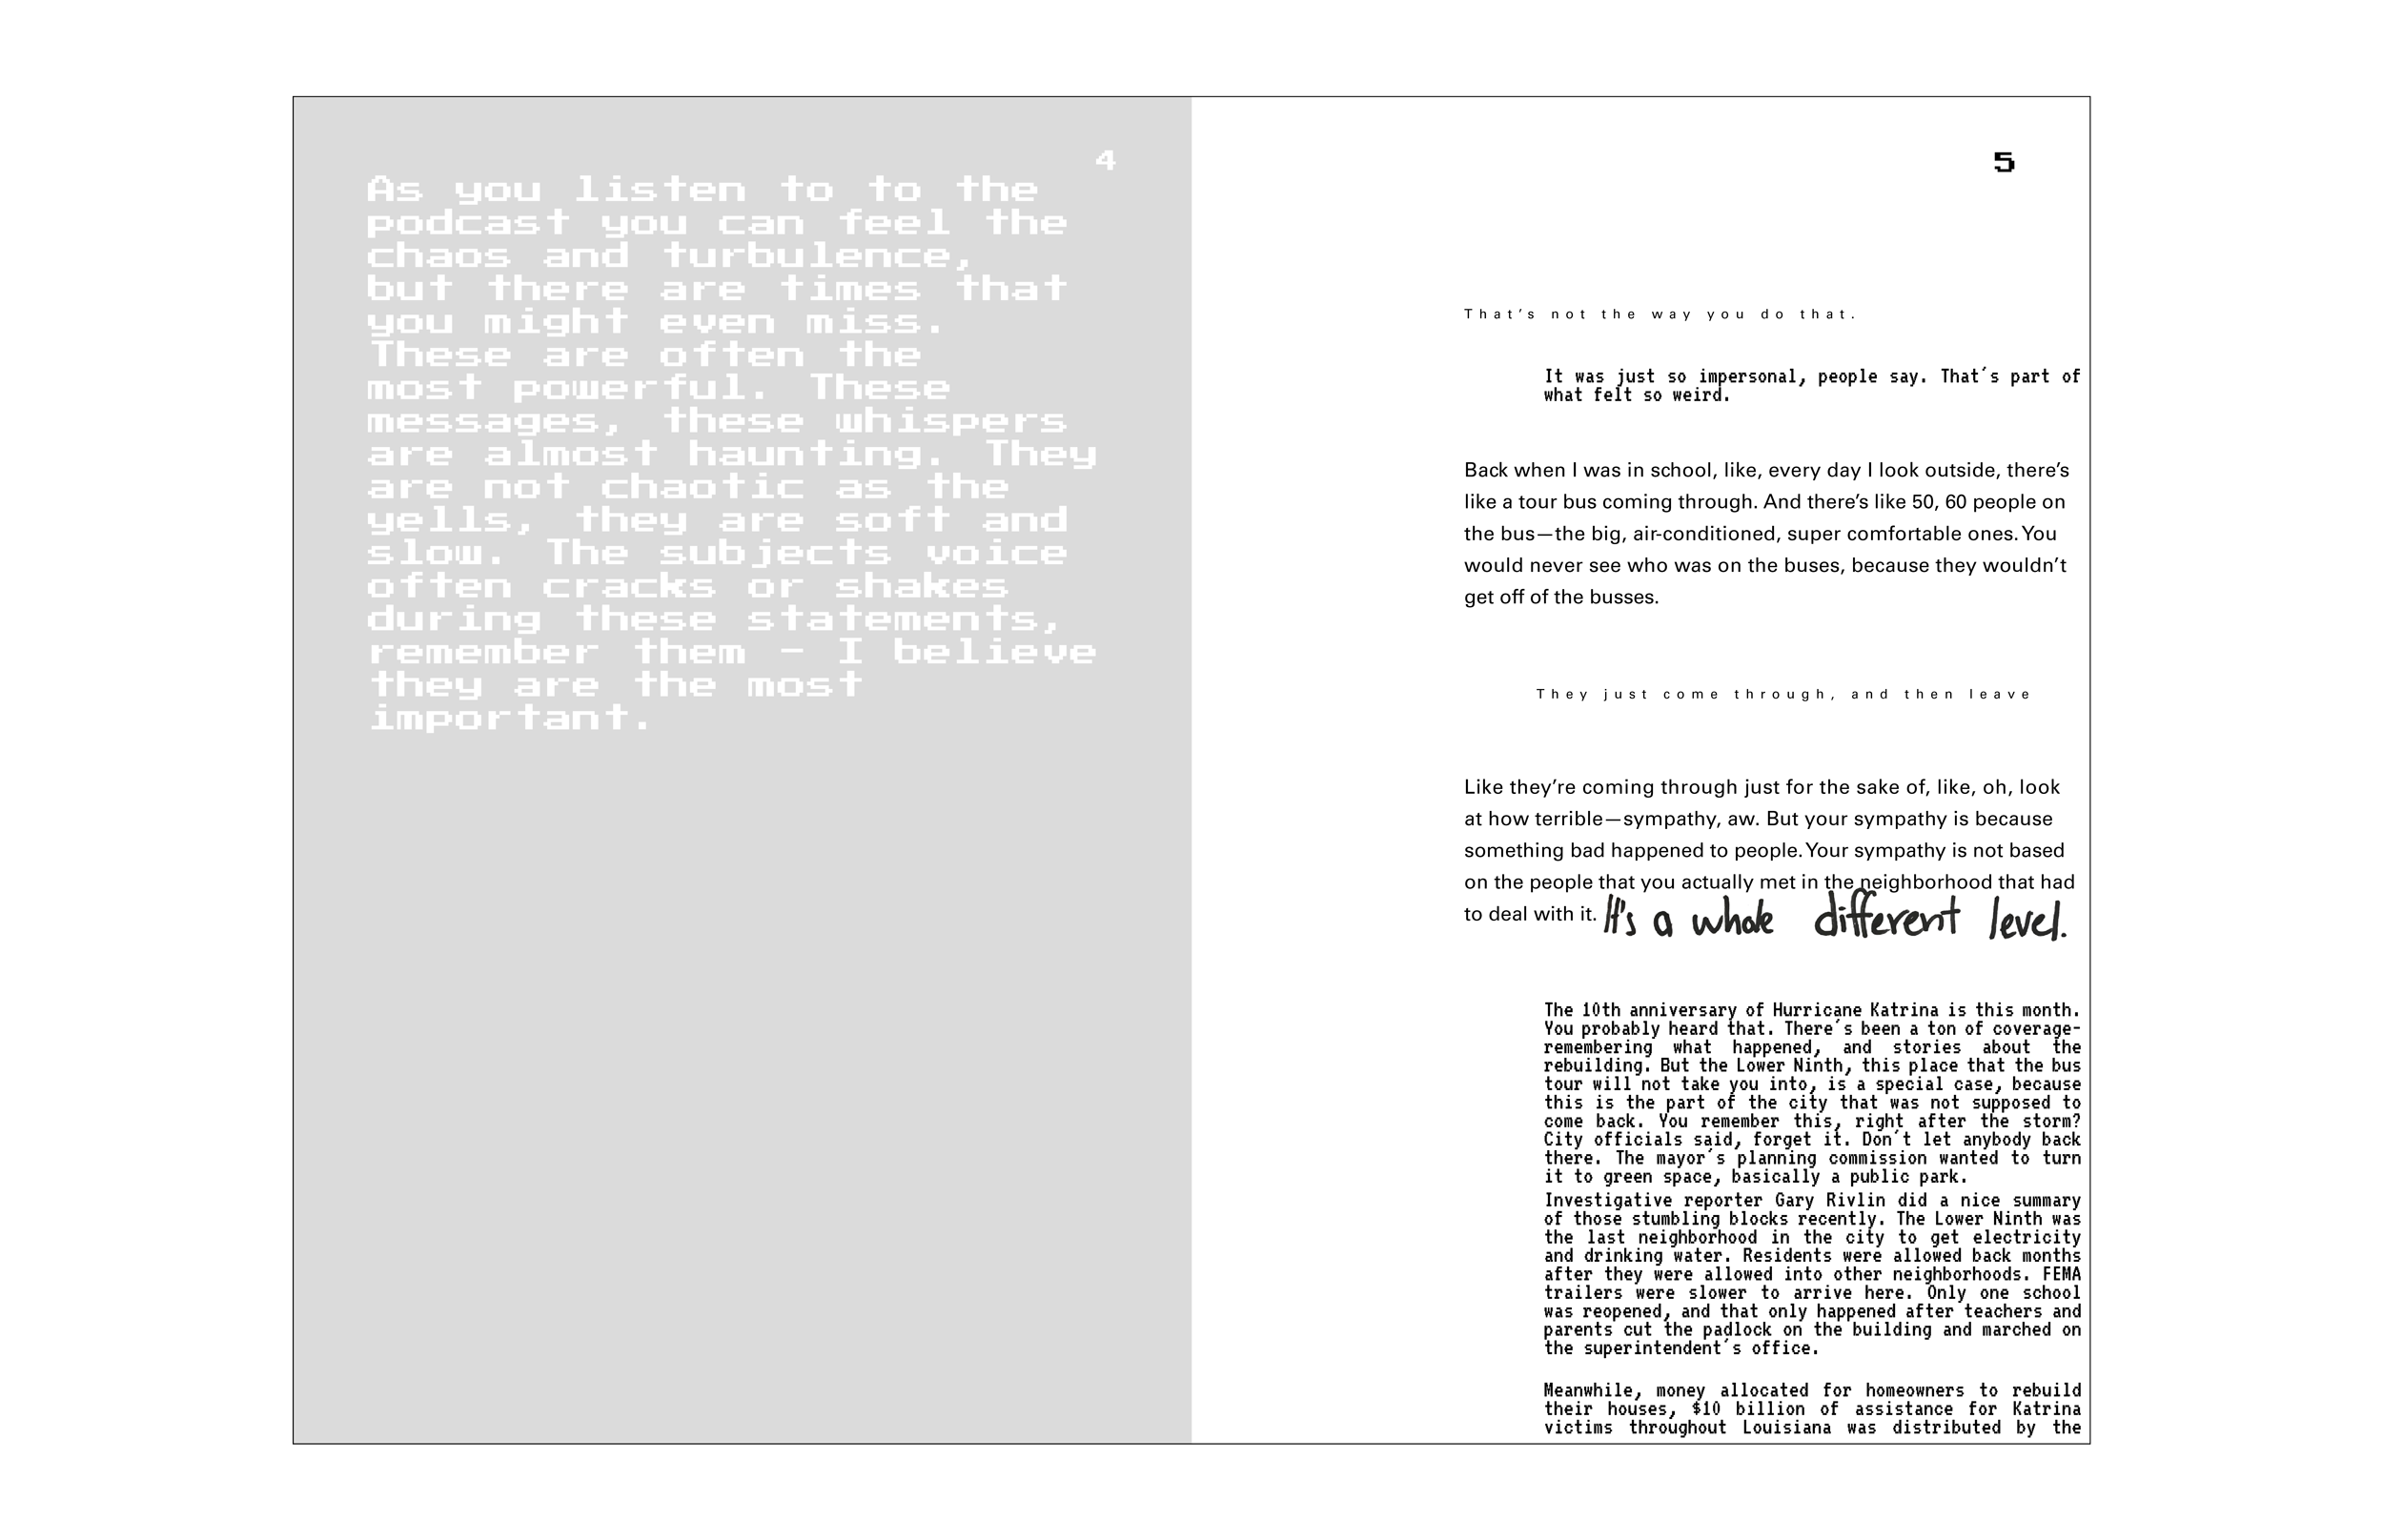 4
As you listen to to the
podcast you can feel the
chaos and turbulence,
but there are times that
you might even miss.
These are often the
most powerful. These
messages, these whispers
are almost haunting. They
are not chaotic as the
yells, they are soft and
slow. The subjects voice
often cracks or shakes
during these statements,
remember them - I believe
they are the most
important.
5
That's not the way you do that.
It was just so impersonal, people say. That´s part of
what felt so weird.
Back when I was in school, like, every day I look outside, there's
like a tour bus coming through. And there's like 50, 60 people on
the bus—the big, air-conditioned, super comfortable ones. You
would never see who was on the buses, because they wouldn't
get off of the busses.
They just come through, and then leave
Like they're coming through just for the sake of, like, oh, look
at how terrible—sympathy, aw. But your sympathy is because
something bad happened to people. Your sympathy is not based
on the people that you actually met in the neighborhood that had
to deal with it. It's a whole different level.
The 10th anniversary of Hurricane Katrina is this month.
You probably heard that. There´s been a ton of coverage-
remembering what happened, and stories about the
rebuilding. But the Lower Ninth, this place that the bus
tour will not take you into, is a special case, because
this is the part of the city that was not supposed to
come back. You remember this, right after the storm?
City officials said, forget it. Don´t let anybody back
there. The mayor´s planning commission wanted to turn
it to green space, basically a public park.
Investigative reporter Gary Rivlin did a nice summary
of those stumbling blocks recently. The Lower Ninth was
the last neighborhood in the city to get electricity
and drinking water. Residents were allowed back months
after they were allowed into other neighborhoods. FEMA
trailers were slower to arrive here. Only one school
was reopened, and that only happened after teachers and
parents cut the padlock on the building and marched on
the superintendent´s office.
Meanwhile, money allocated for homeowners to rebuild
their houses, $10 billion of assistance for Katrina
victims throughout Louisiana was distributed by the